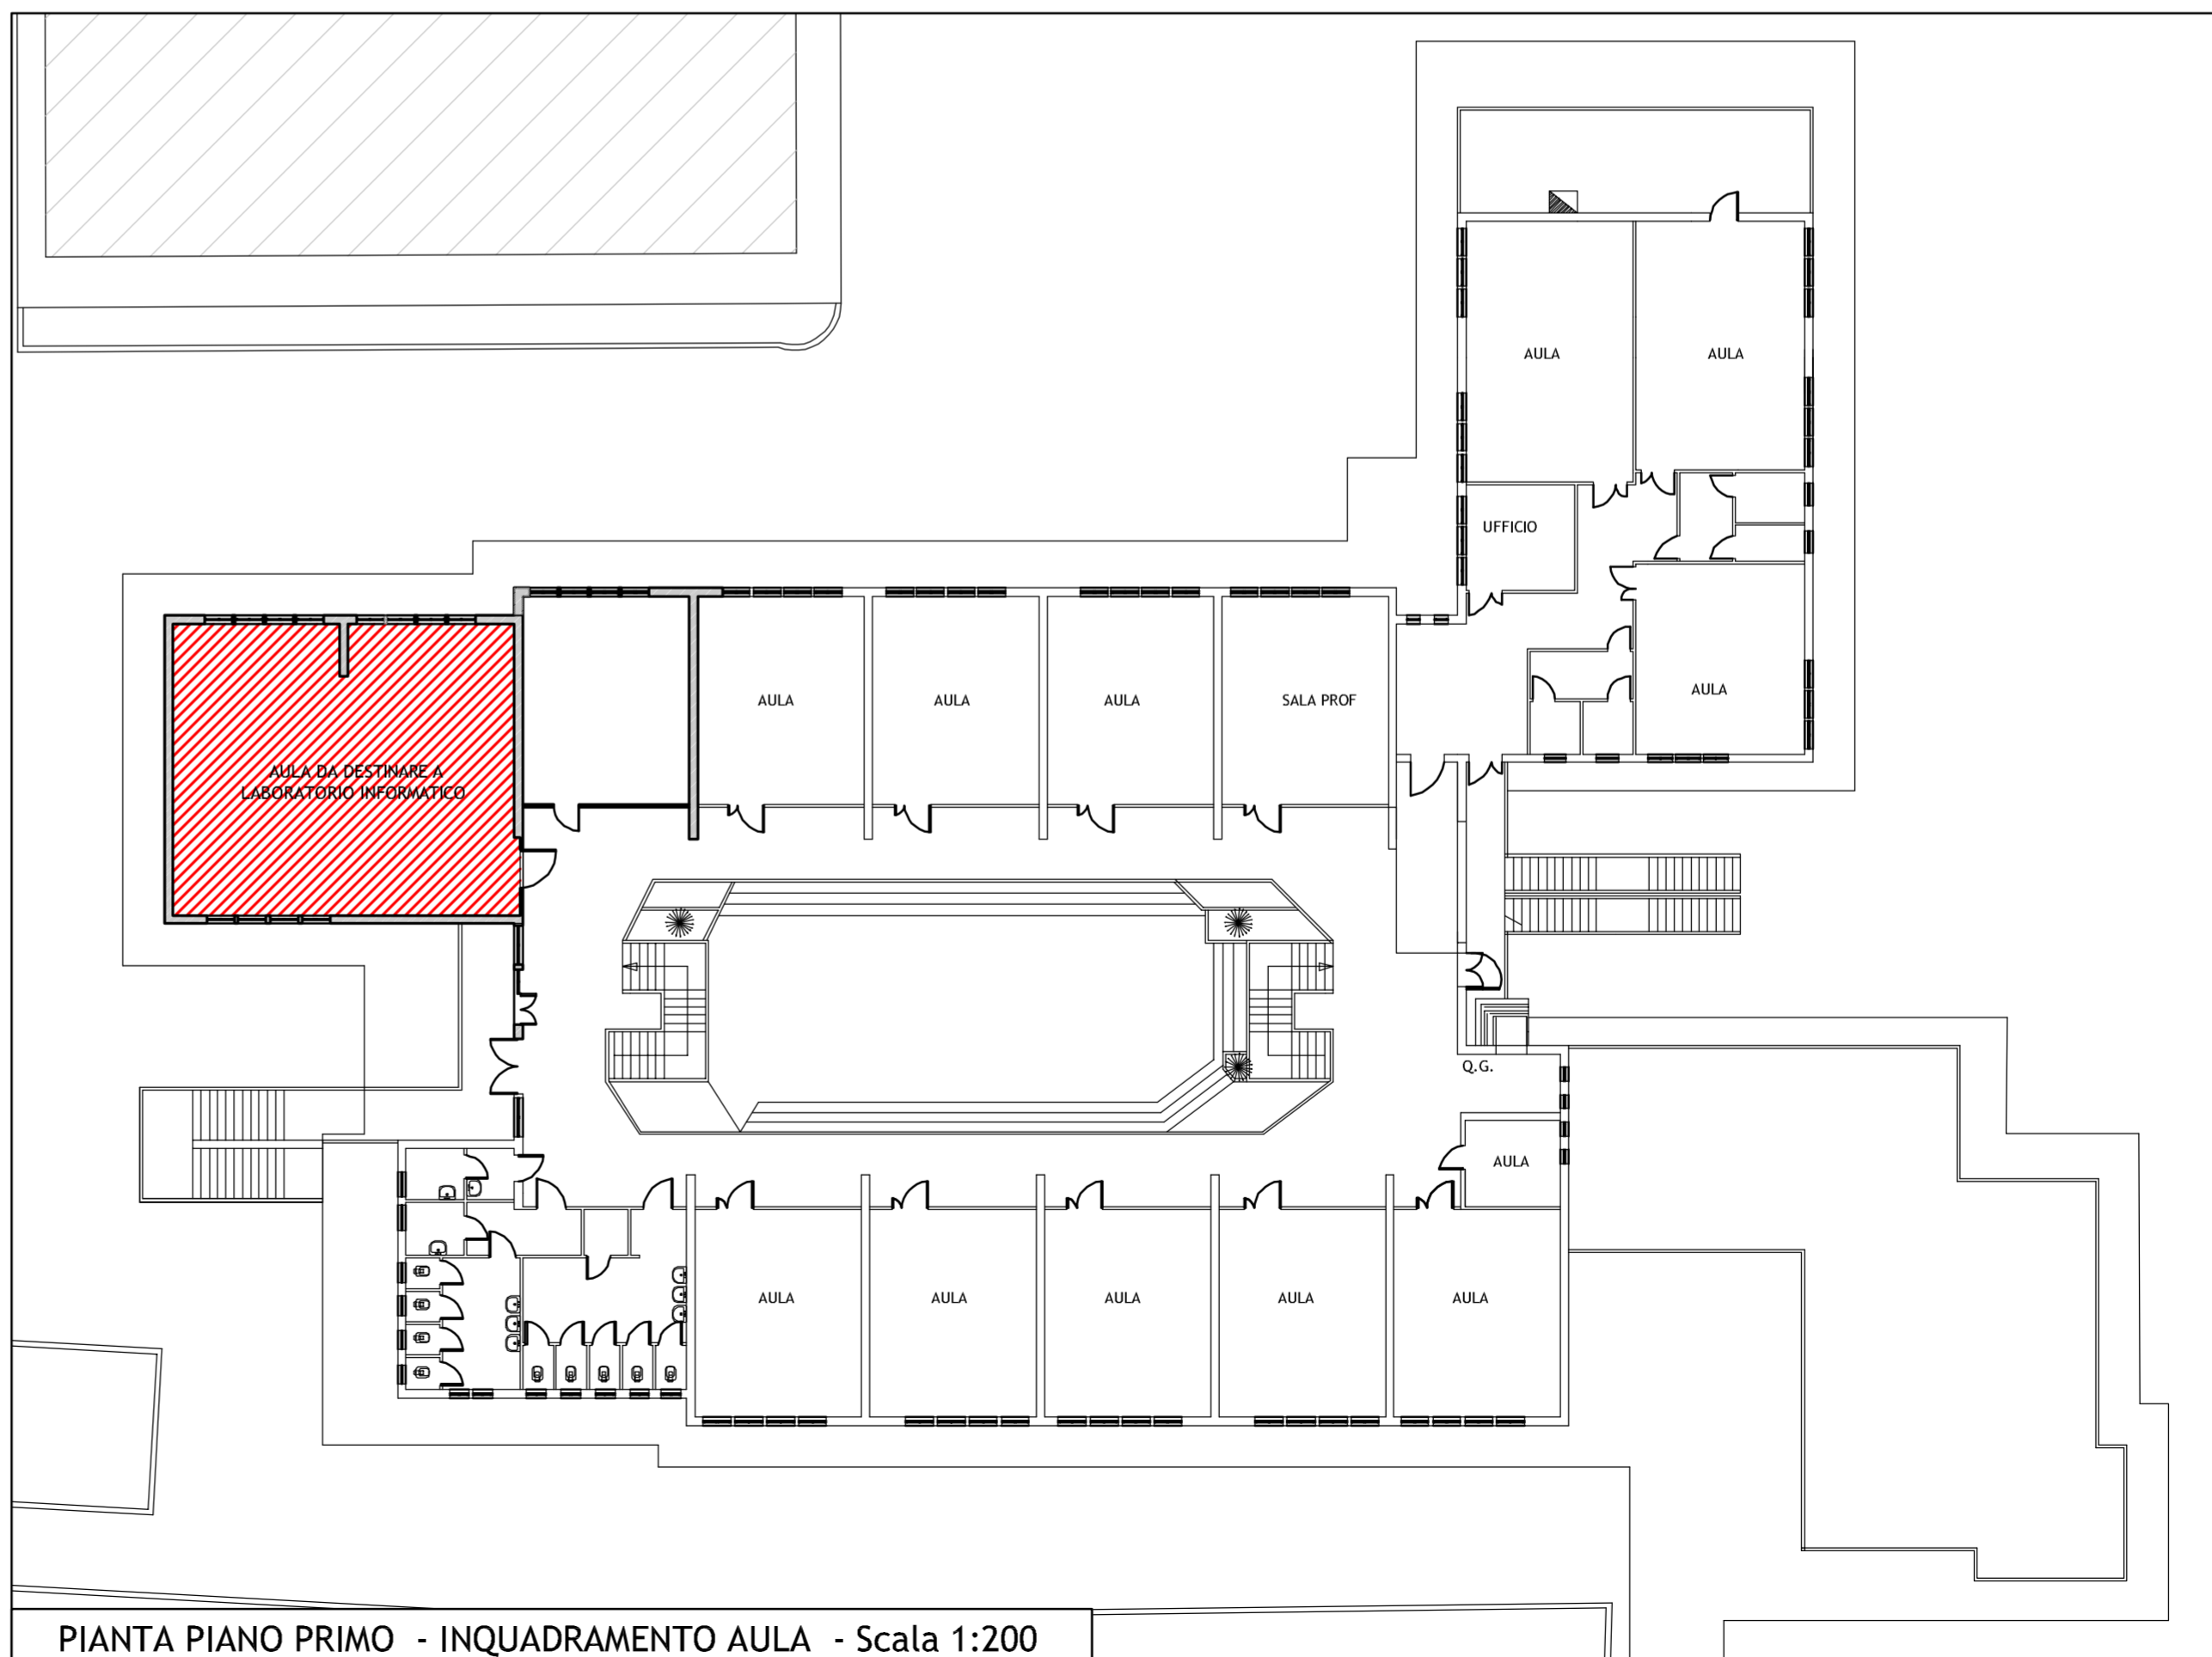 AULA
AULA
UFFICIO
AULA
AULA
AULA
AULA
SALA PROF
AULA DA DESTINARE A
LABORATORIO INFORMATICO
Q.G.
AULA
AULA
AULA
AULA
AULA
AULA
PIANTA PIANO PRIMO - INQUADRAMENTO AULA - Scala 1:200